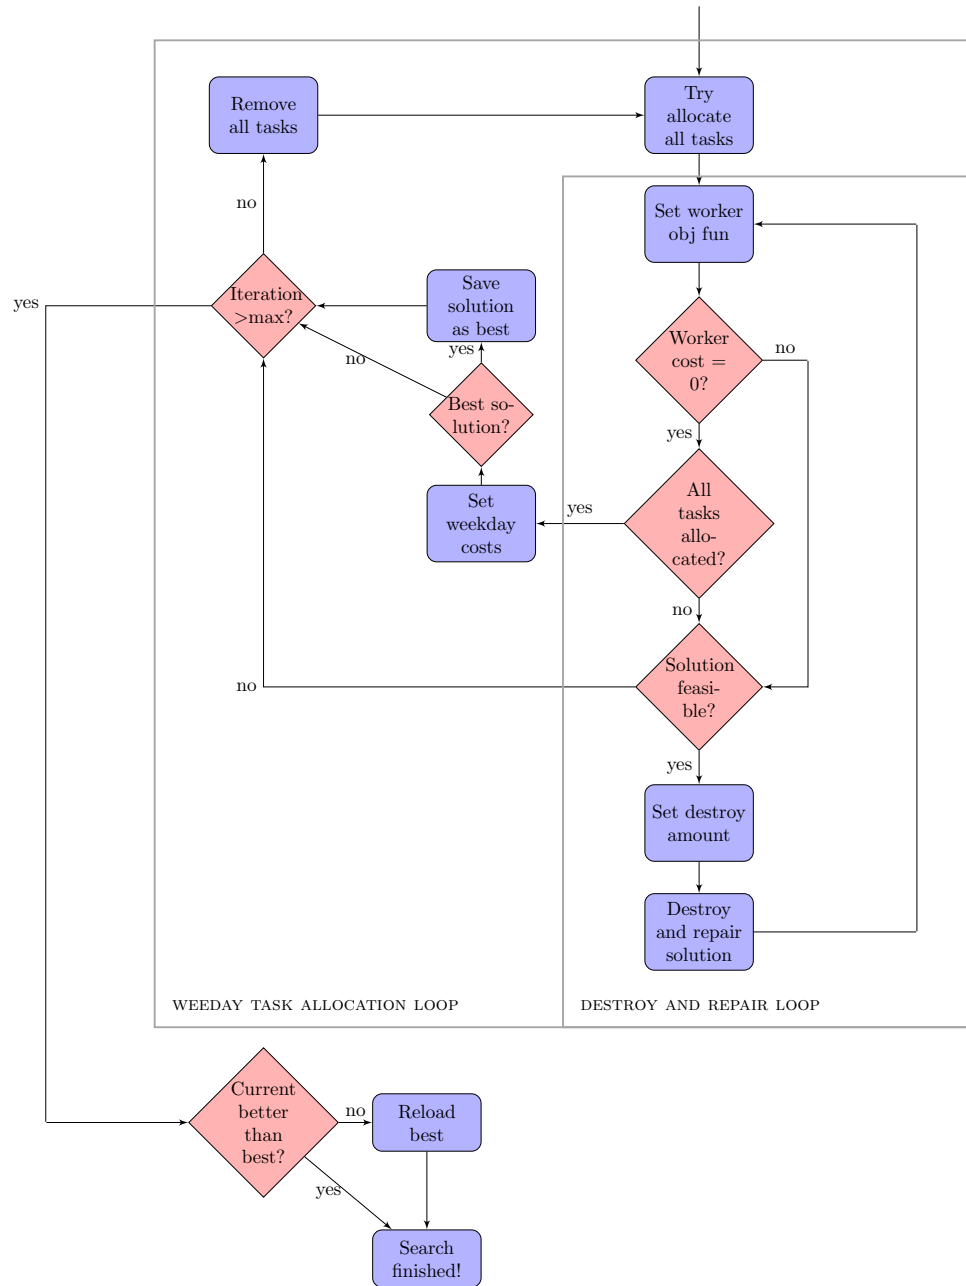 Remove
all tasks
Try
allocate
all tasks
no
Set worker
obj fun
yes
Iteration
>max?
Save
solution
as best
no
yes
Worker
cost =
0?
no
Best so-
lution?
yes
Set
weekday
costs
yes
All
tasks
allo-
cated?
no
no
Solution
feasi-
ble?
yes
Set destroy
amount
Destroy
and repair
solution
WEEDAY TASK ALLOCATION LOOP
DESTROY AND REPAIR LOOP
Current
better
than
best?
no
Reload
best
yes
Search
finished!